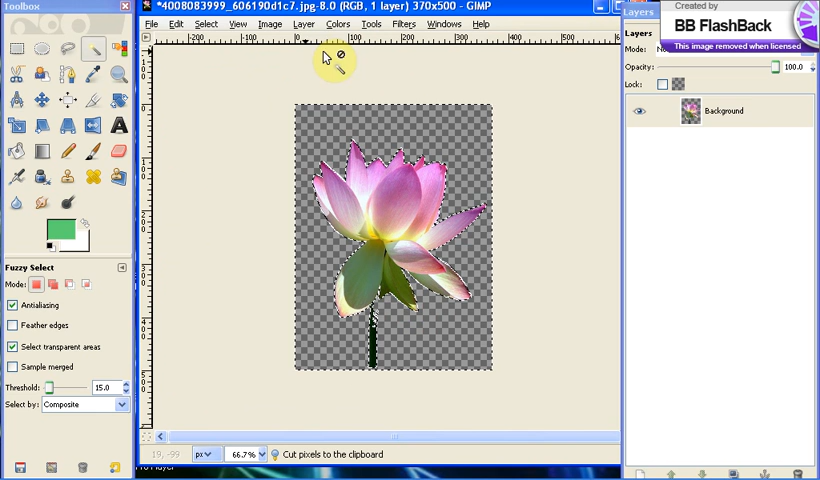 Toolbox
*4008083999_606190d1c7.jpg-8.0 (RGB, 1 layer) 370x500 – GIMP
File Edit Select View Image Layer Colors Tools Filters Windows Help
Created by
BB FlashBack
This image removed when licensed
Layers
Mode:
Opacity: 100.0
Lock:
Background
Fuzzy Select
Mode:
Antialiasing
Feather edges
Select transparent areas
Sample merged
Threshold: 15.0
Select by: Composite
19, -99 px 66.7% Cut pixels to the clipboard